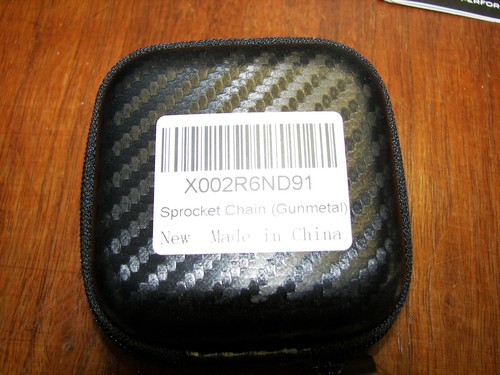 X002R6ND91
Sprocket Chain (Gunmetal)
New Made in China